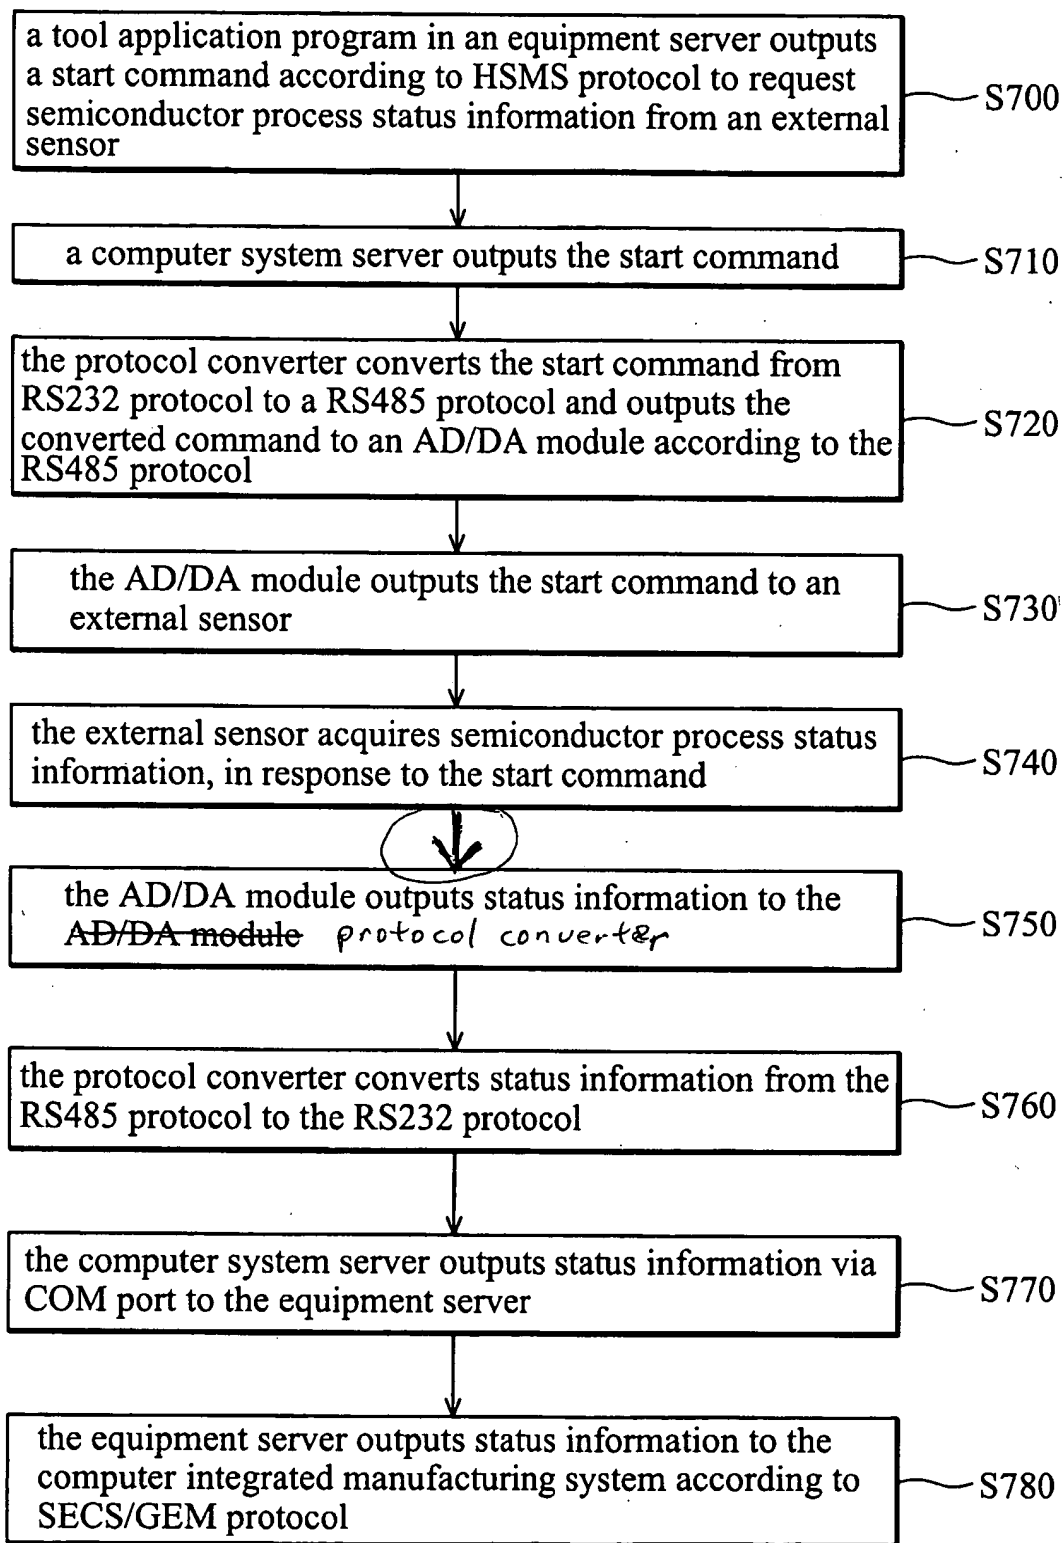 a tool application program in an equipment server outputs
a start command according to HSMS protocol to request
semiconductor process status information from an external
sensor
S700
a computer system server outputs the start command
S710
the protocol converter converts the start command from
RS232 protocol to a RS485 protocol and outputs the
converted command to an AD/DA module according to the
RS485 protocol
S720
the AD/DA module outputs the start command to an
external sensor
S730
the external sensor acquires semiconductor process status
information, in response to the start command
S740
the AD/DA module outputs status information to the
AD/DA module protocol converter
S750
the protocol converter converts status information from the
RS485 protocol to the RS232 protocol
S760
the computer system server outputs status information via
COM port to the equipment server
S770
the equipment server outputs status information to the
computer integrated manufacturing system according to
SECS/GEM protocol
S780